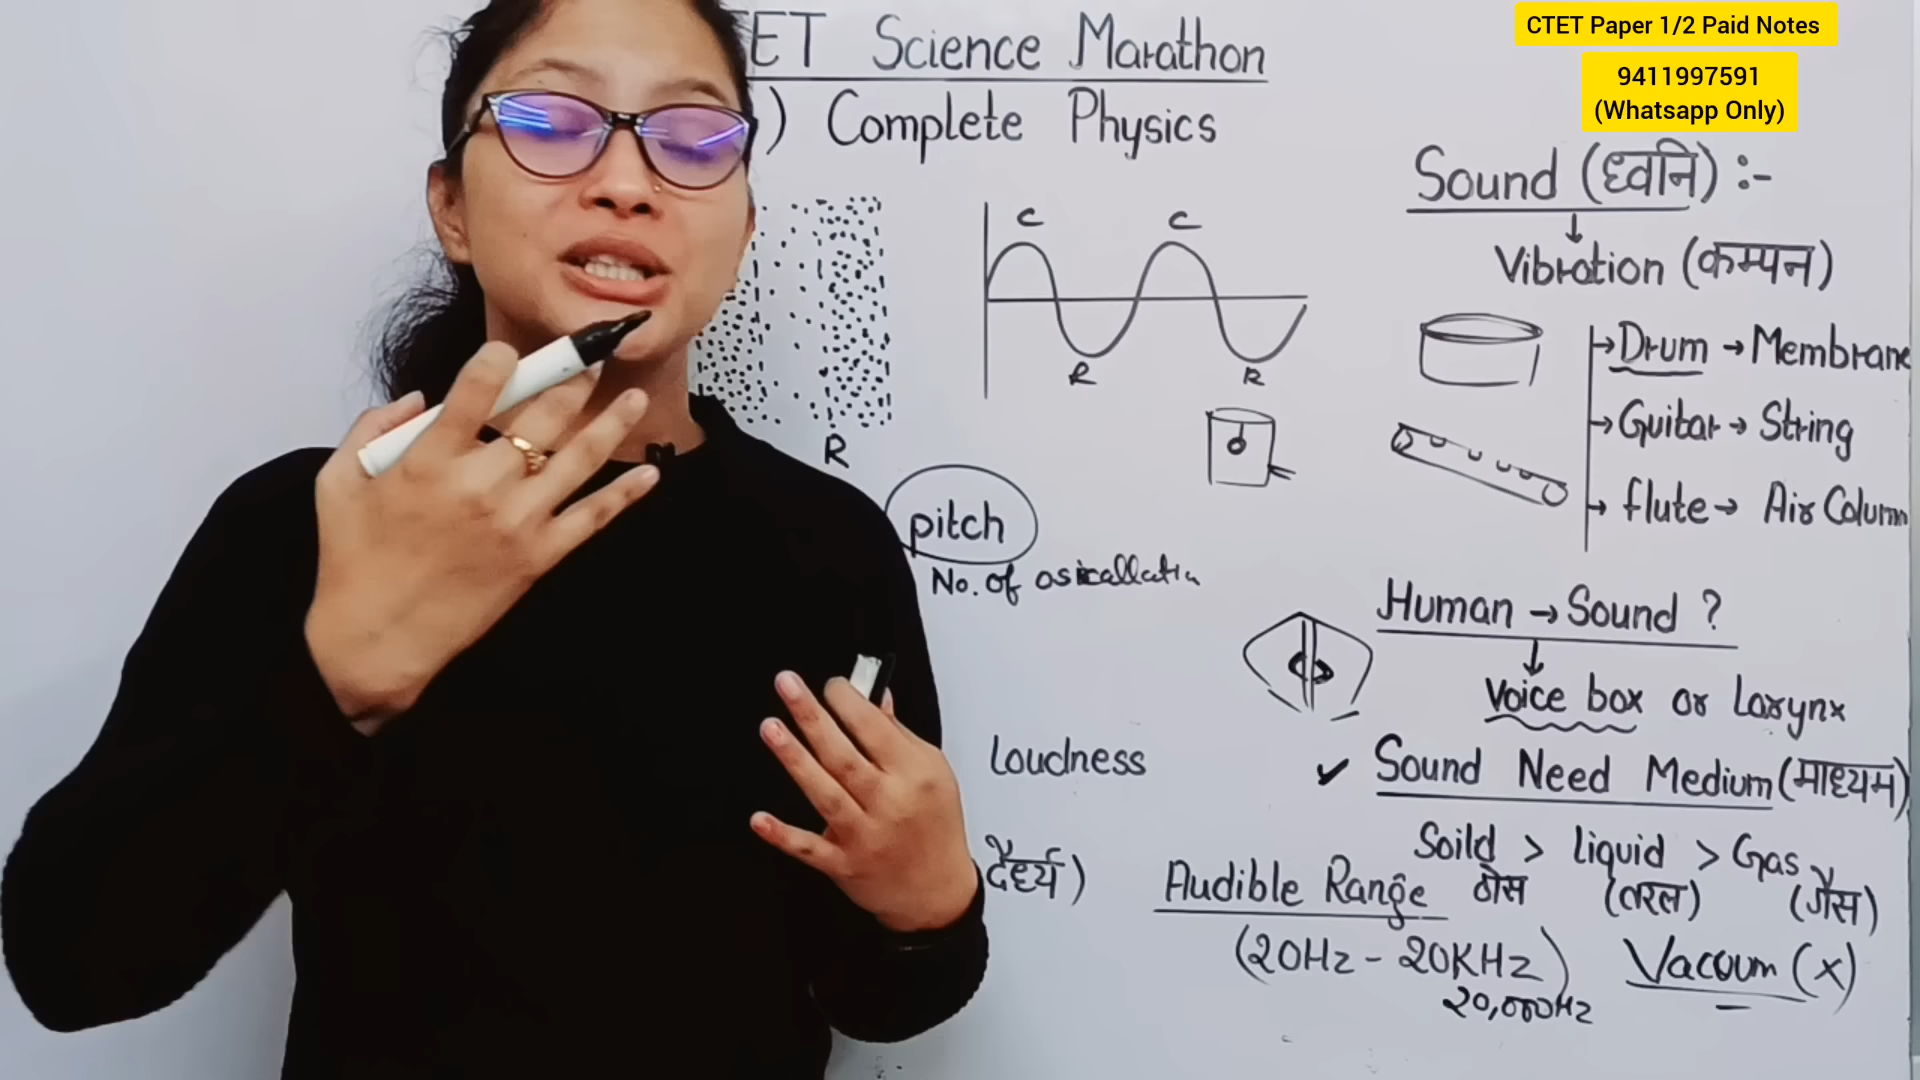 CTET Paper 1/2 Paid Notes
9411997591
(Whatsapp Only)
ET Science Marathon
) Complete Physics
C C
R R
R
pitch
No. of osicallatin
Loudness
दैर्ध्य)
Sound (ध्वनि) :-
Vibration (कम्पन)
→ Drum → Membrane
→ Guitar → String
→ flute → Air Column
Human → Sound ?
Voice box or Larynx
✓ Sound Need Medium (माध्यम)
Soild > liquid > Gas
ठोस (तरल) (गैस)
Audible Range
(20Hz - 20KHz)
20,000Hz
Vacoum (x)